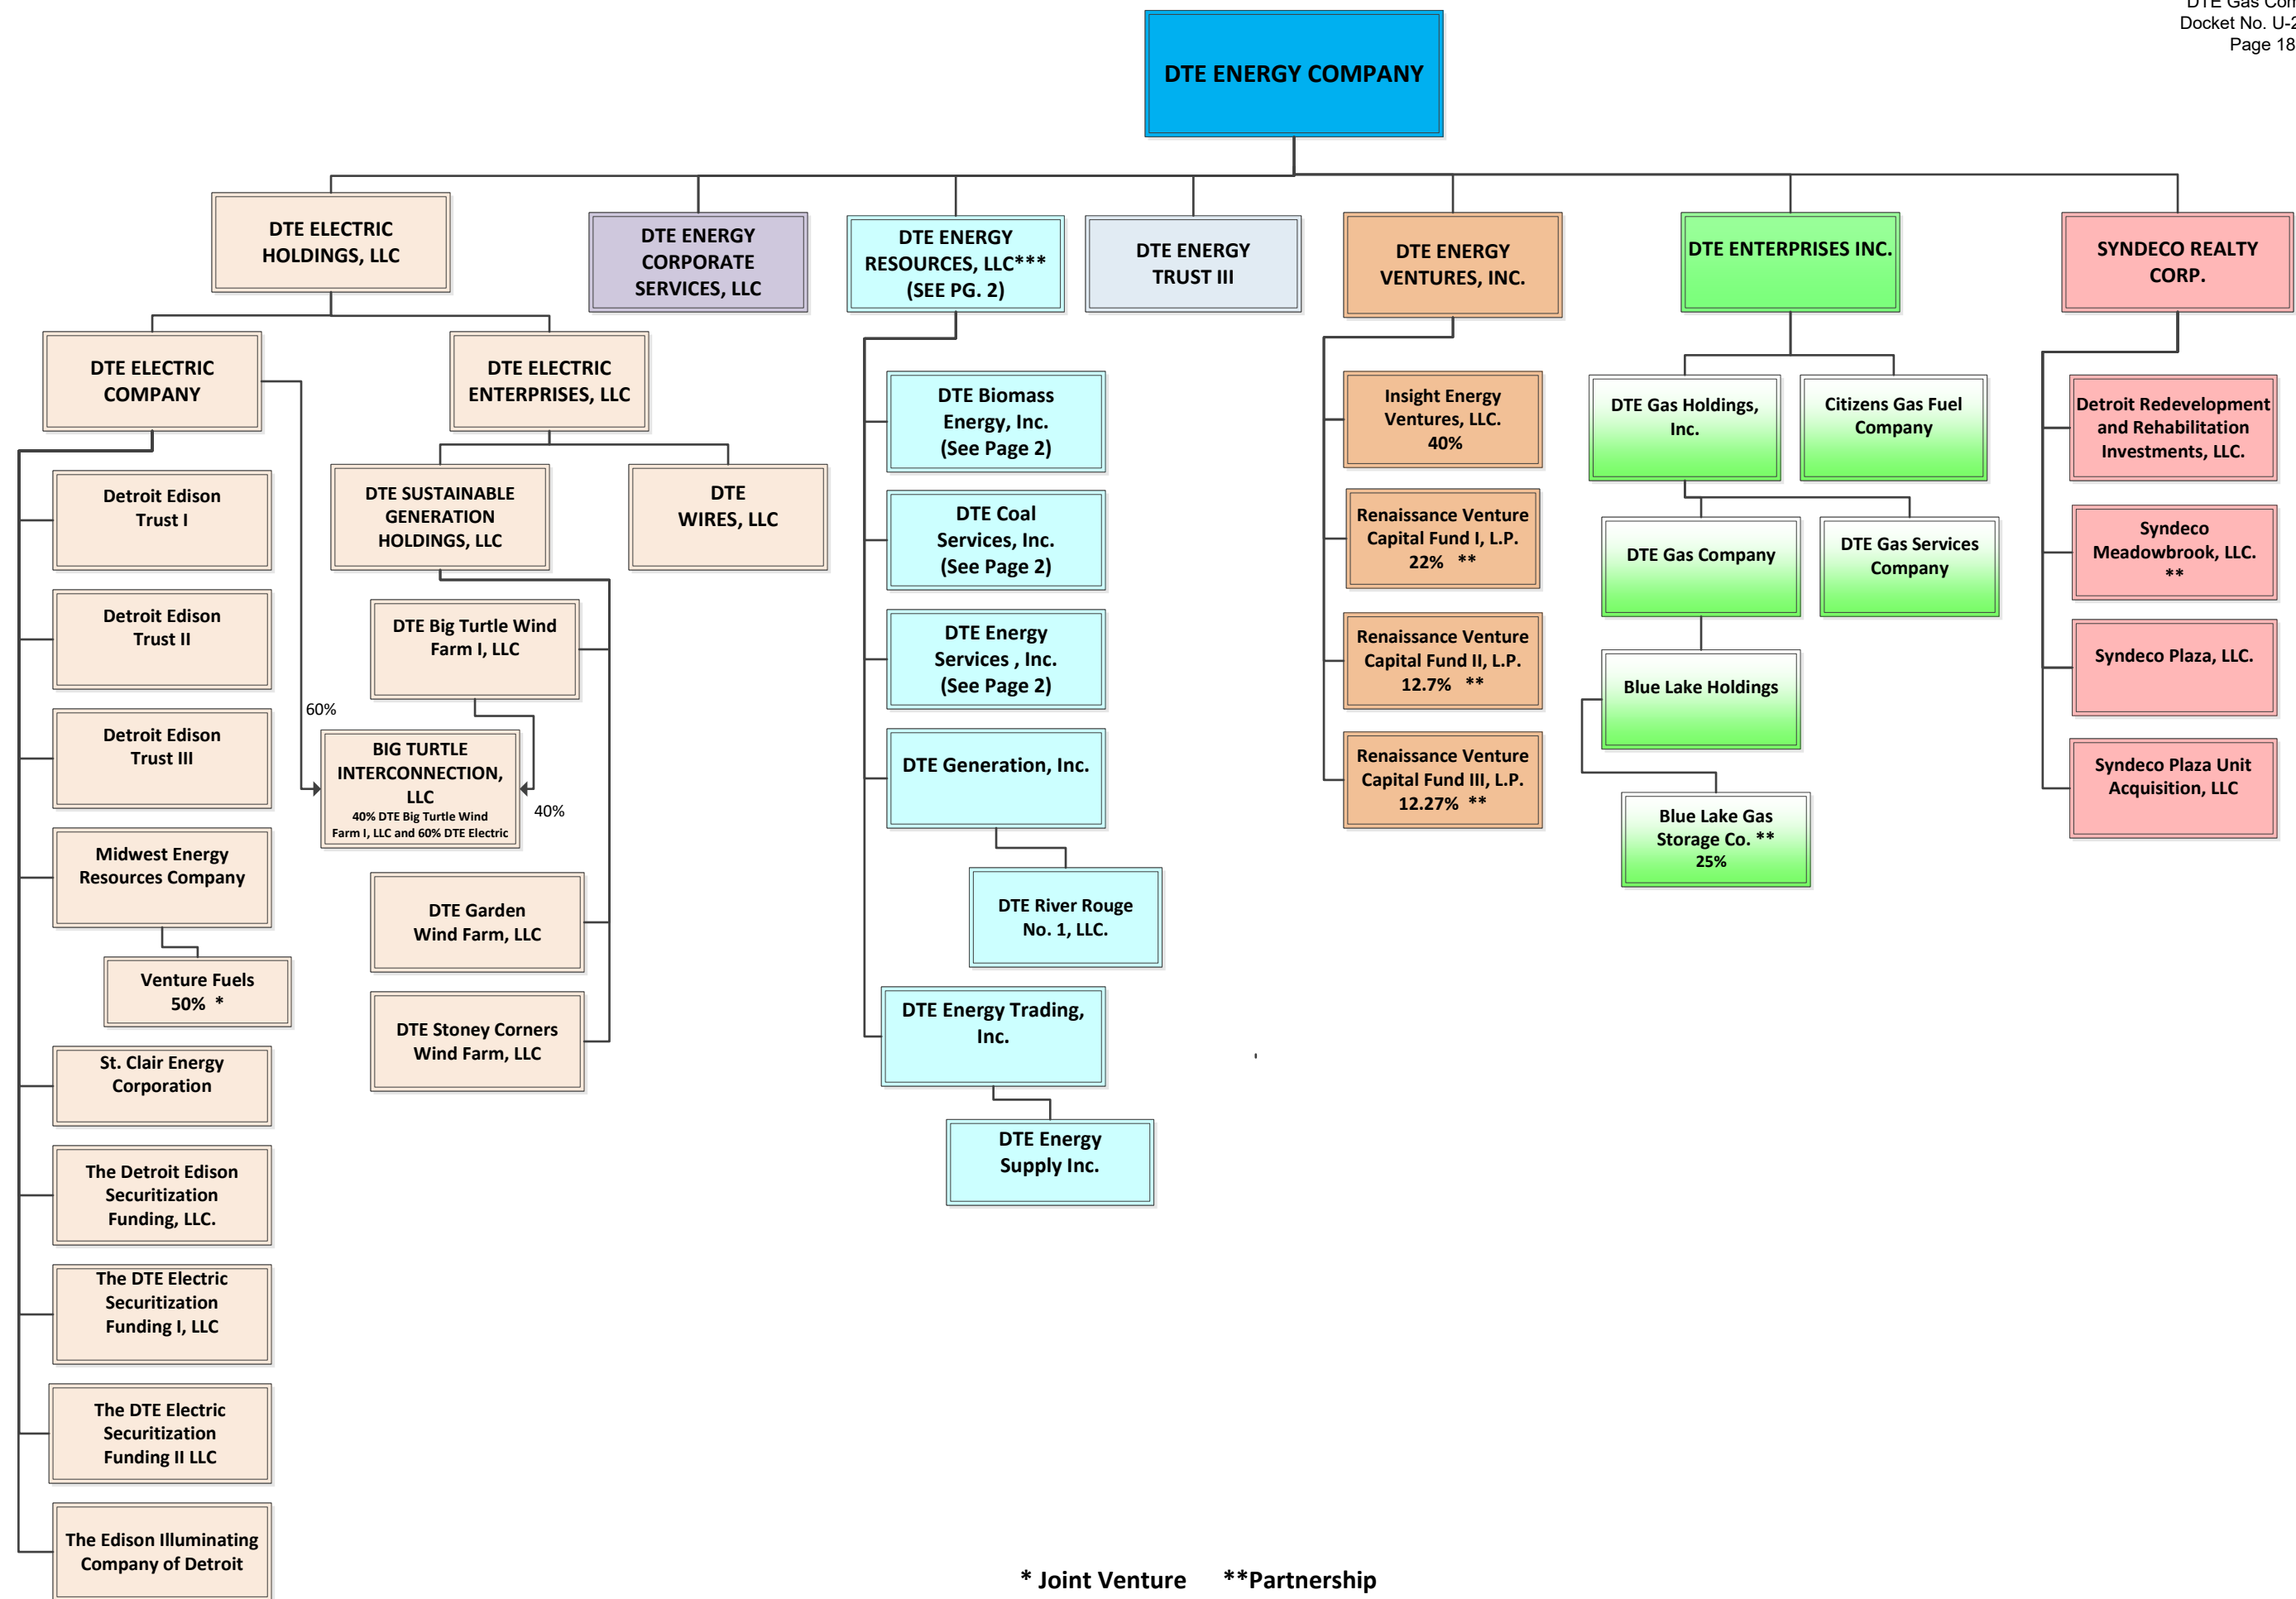 DTE Gas Com
Docket No. U-2
Page 18
DTE ENERGY COMPANY
DTE ELECTRIC
HOLDINGS, LLC
DTE ENERGY
CORPORATE
SERVICES, LLC
DTE ENERGY
RESOURCES, LLC***
(SEE PG. 2)
DTE ENERGY
TRUST III
DTE ENERGY
VENTURES, INC.
DTE ENTERPRISES INC.
SYNDECO REALTY
CORP.
DTE ELECTRIC
COMPANY
DTE ELECTRIC
ENTERPRISES, LLC
Detroit Edison
Trust I
Detroit Edison
Trust II
Detroit Edison
Trust III
Midwest Energy
Resources Company
Venture Fuels
50% *
St. Clair Energy
Corporation
The Detroit Edison
Securitization
Funding, LLC.
The DTE Electric
Securitization
Funding I, LLC
The DTE Electric
Securitization
Funding II LLC
The Edison Illuminating
Company of Detroit
DTE SUSTAINABLE
GENERATION
HOLDINGS, LLC
DTE
WIRES, LLC
DTE Big Turtle Wind
Farm I, LLC
60%
BIG TURTLE
INTERCONNECTION,
LLC
40% DTE Big Turtle Wind
Farm I, LLC and 60% DTE Electric
40%
DTE Garden
Wind Farm, LLC
DTE Stoney Corners
Wind Farm, LLC
DTE Biomass
Energy, Inc.
(See Page 2)
DTE Coal
Services, Inc.
(See Page 2)
DTE Energy
Services , Inc.
(See Page 2)
DTE Generation, Inc.
DTE River Rouge
No. 1, LLC.
DTE Energy Trading,
Inc.
DTE Energy
Supply Inc.
Insight Energy
Ventures, LLC.
40%
Renaissance Venture
Capital Fund I, L.P.
22% **
Renaissance Venture
Capital Fund II, L.P.
12.7% **
Renaissance Venture
Capital Fund III, L.P.
12.27% **
DTE Gas Holdings,
Inc.
Citizens Gas Fuel
Company
DTE Gas Company
DTE Gas Services
Company
Blue Lake Holdings
Blue Lake Gas
Storage Co. **
25%
Detroit Redevelopment
and Rehabilitation
Investments, LLC.
Syndeco
Meadowbrook, LLC.
**
Syndeco Plaza, LLC.
Syndeco Plaza Unit
Acquisition, LLC
* Joint Venture **Partnership